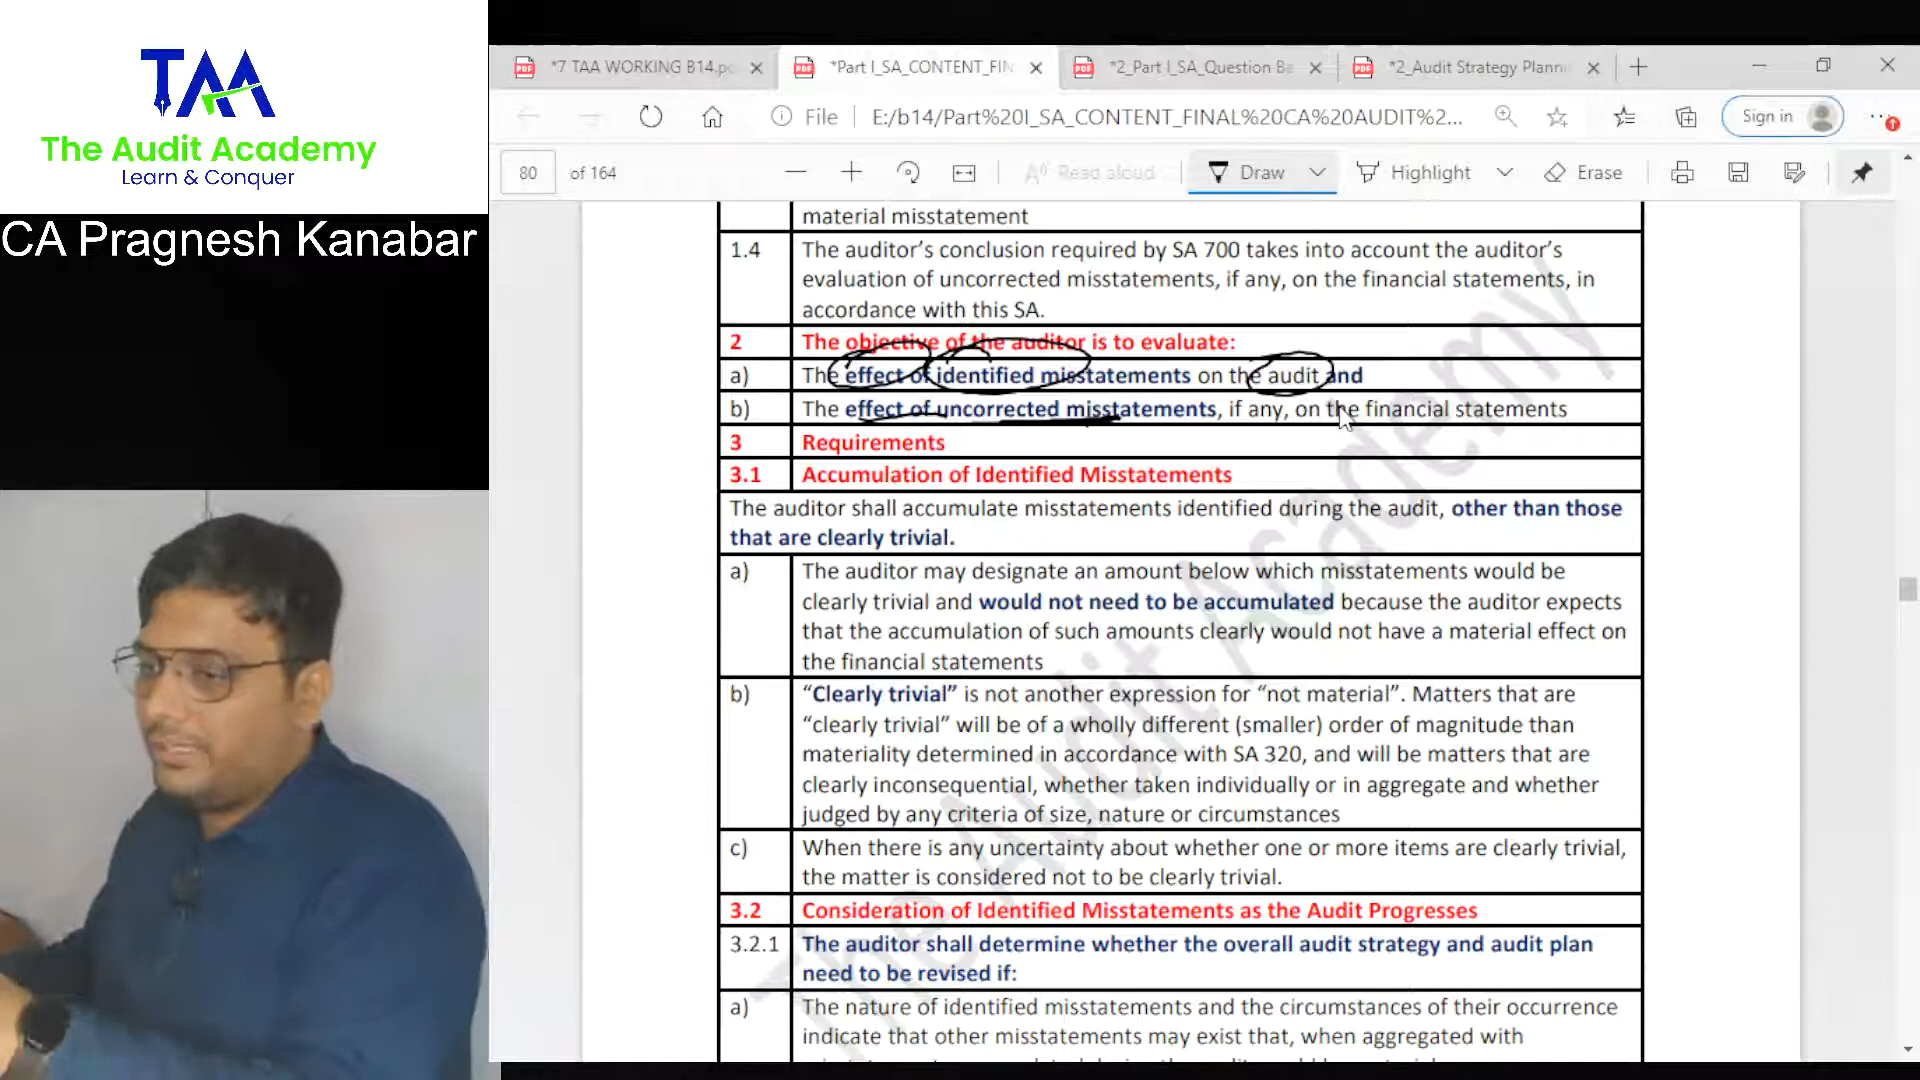 TAA
The Audit Academy
Learn & Conquer
CA Pragnesh Kanabar
*7 TAA WORKING B14.pd
*Part I_SA_CONTENT_FIN
*2_Part I_SA_Question Ba
*2_Audit Strategy Plann
File
E:/b14/Part%20I_SA_CONTENT_FINAL%20CA%20AUDIT%2...
Sign in
80 of 164
Read aloud
Draw
Highlight
Erase
material misstatement
1.4 The auditor's conclusion required by SA 700 takes into account the auditor's
evaluation of uncorrected misstatements, if any, on the financial statements, in
accordance with this SA.
2 The objective of the auditor is to evaluate:
a) The effect of identified misstatements on the audit and
b) The effect of uncorrected misstatements, if any, on the financial statements
3 Requirements
3.1 Accumulation of Identified Misstatements
The auditor shall accumulate misstatements identified during the audit, other than those
that are clearly trivial.
a) The auditor may designate an amount below which misstatements would be
clearly trivial and would not need to be accumulated because the auditor expects
that the accumulation of such amounts clearly would not have a material effect on
the financial statements
b) “Clearly trivial” is not another expression for “not material”. Matters that are
“clearly trivial” will be of a wholly different (smaller) order of magnitude than
materiality determined in accordance with SA 320, and will be matters that are
clearly inconsequential, whether taken individually or in aggregate and whether
judged by any criteria of size, nature or circumstances
c) When there is any uncertainty about whether one or more items are clearly trivial,
the matter is considered not to be clearly trivial.
3.2 Consideration of Identified Misstatements as the Audit Progresses
3.2.1 The auditor shall determine whether the overall audit strategy and audit plan
need to be revised if:
a) The nature of identified misstatements and the circumstances of their occurrence
indicate that other misstatements may exist that, when aggregated with
The Audit Academy